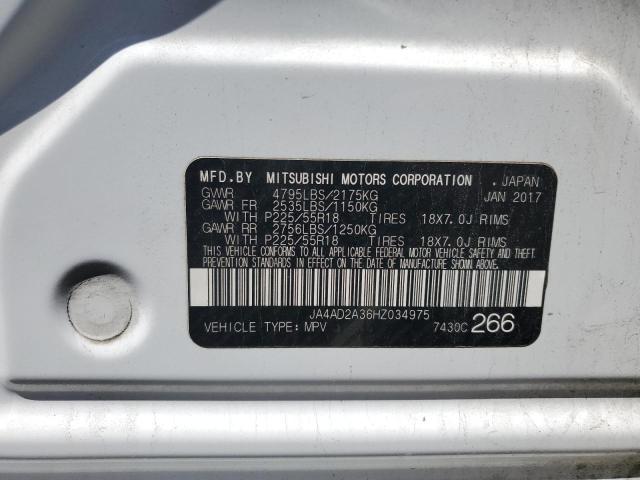 MFD.BY MITSUBISHI MOTORS CORPORATION , JAPAN
GVWR 4795LBS/2175KG JAN 2017
GAWR FR 2535LBS/1150KG
WITH P225/55R18 TIRES 18X7.0J RIMS
GAWR RR 2756LBS/1250KG
WITH P225/55R18 TIRES 18X7.0J RIMS
THIS VEHICLE CONFORMS TO ALL APPLICABLE FEDERAL MOTOR VEHICLE SAFETY AND THEFT
PREVENTION STANDARDS IN EFFECT ON THE DATE OF MANUFACTURE SHOWN ABOVE.
JA4AD2A36HZ034975
VEHICLE TYPE: MPV 7430C 266